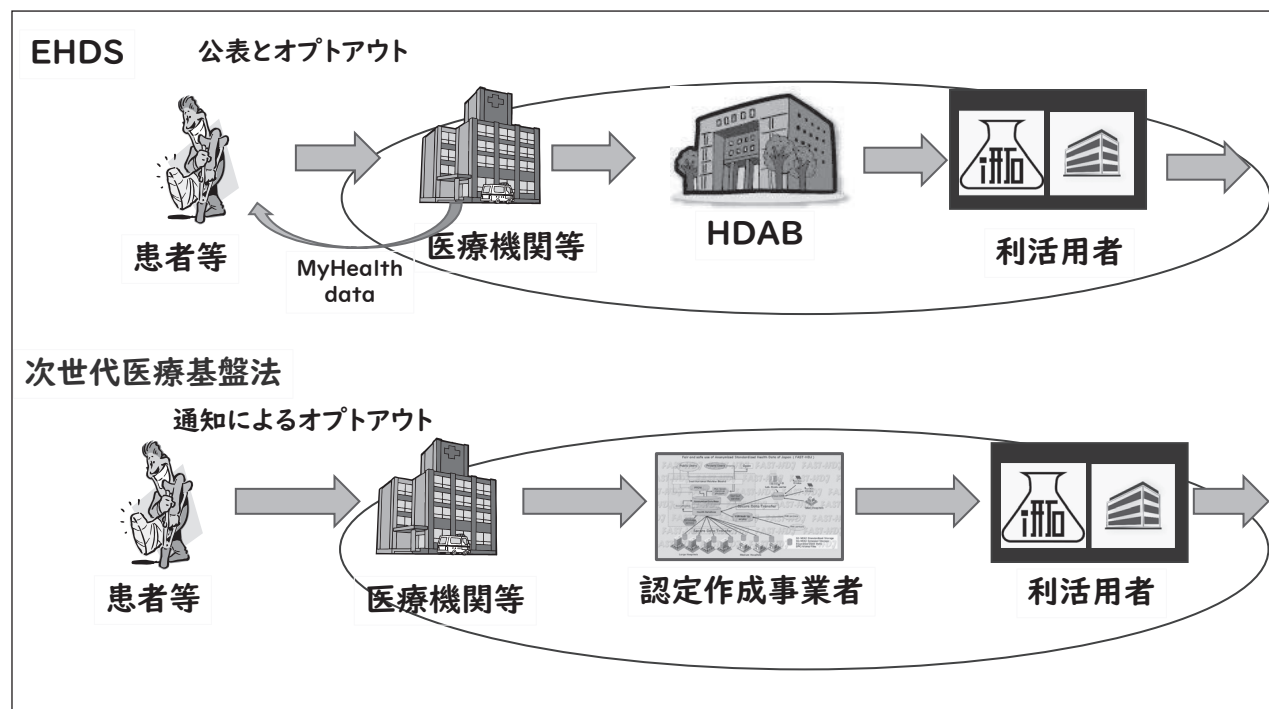 EHDS
公表とオプトアウト
患者等
医療機関等
HDAB
利活用者
MyHealth
data
次世代医療基盤法
通知によるオプトアウト
患者等
医療機関等
認定作成事業者
利活用者